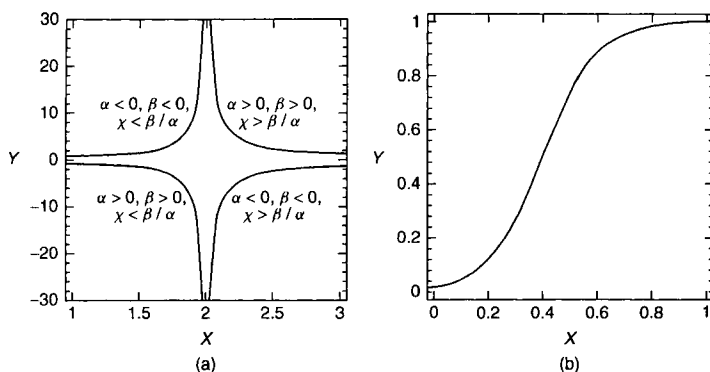 30
20
10
0
−10
−20
−30
Y
α < 0, β < 0,
χ < β / α
α > 0, β > 0,
χ > β / α
α > 0, β > 0,
χ < β / α
α < 0, β < 0,
χ > β / α
1
1.5
2
2.5
3
X
(a)
1
0.8
0.6
0.4
0.2
0
Y
0
0.2
0.4
0.6
0.8
1
X
(b)